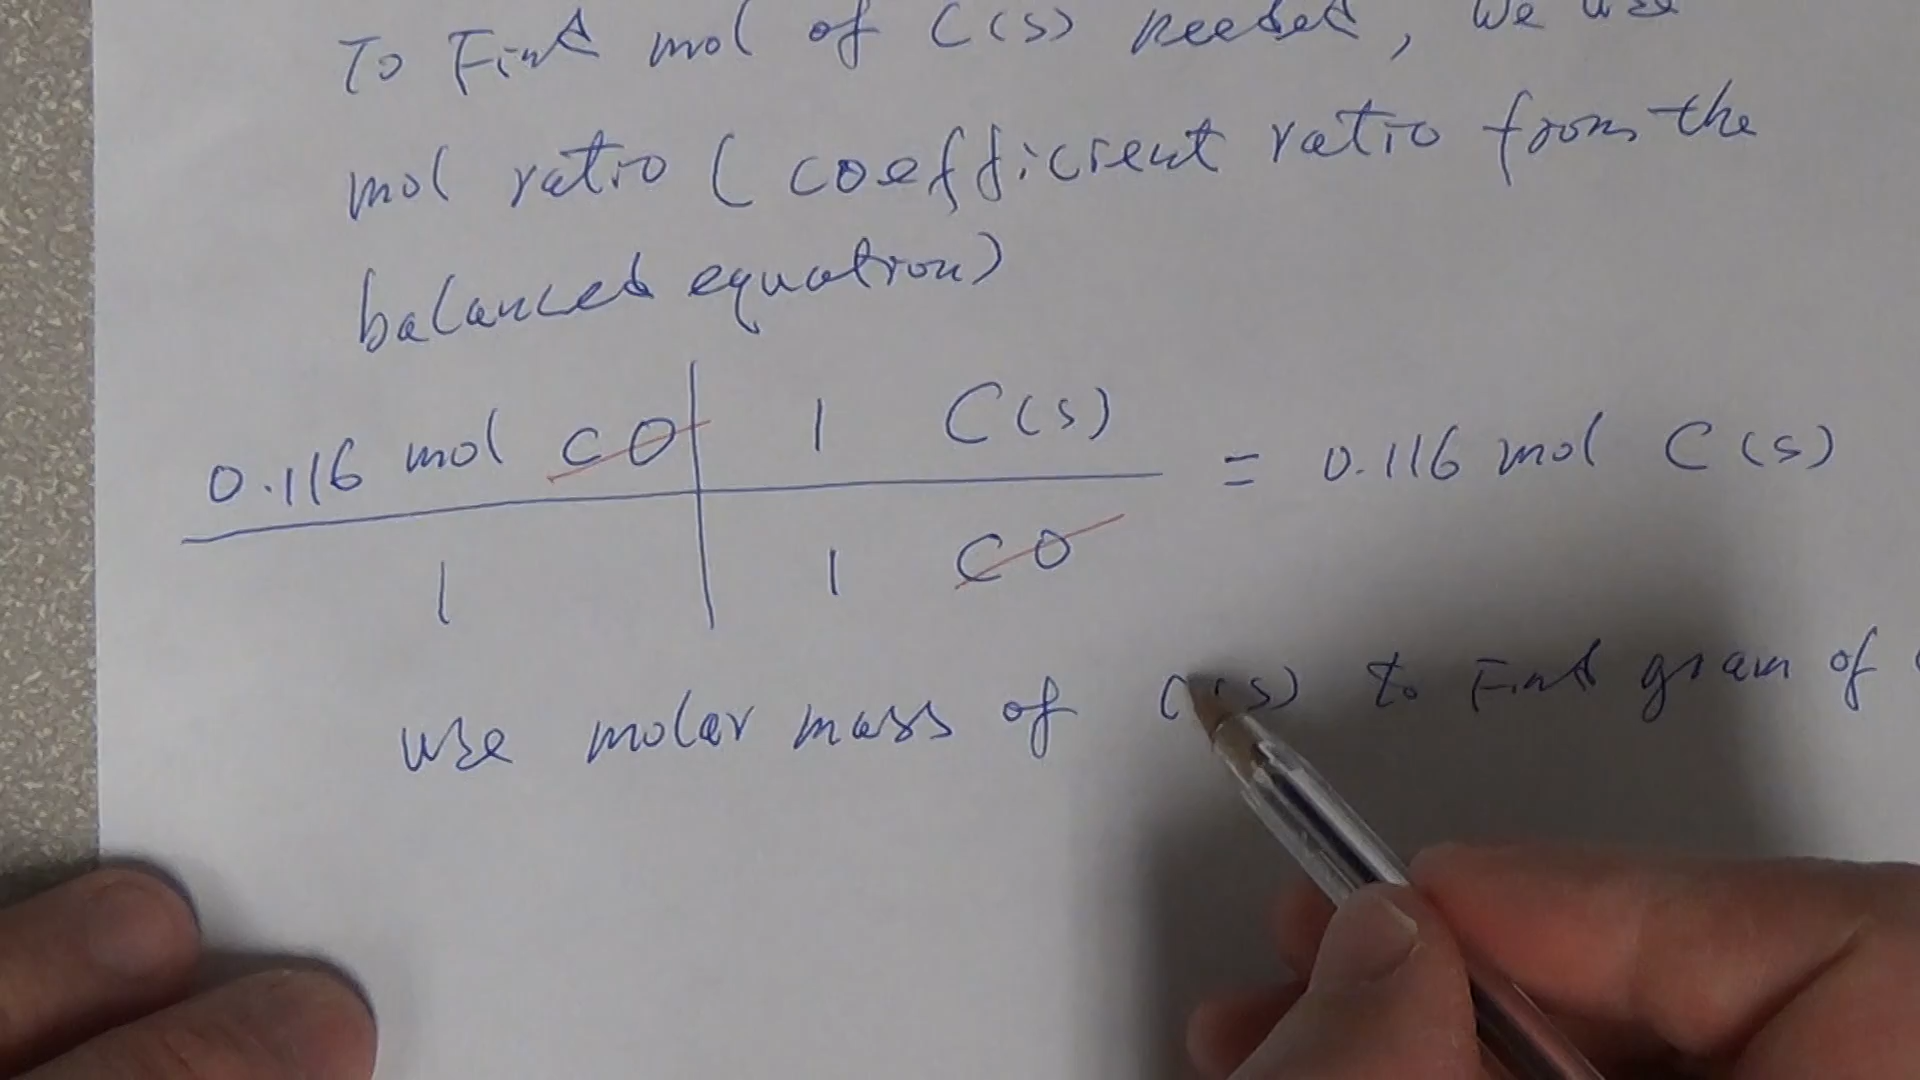 To Find mol of C(s) needed, we use
mol ratio (coefficient ratio from the
balanced equation)
0.116 mol CO 1 C(s) = 0.116 mol C(s)
1 1 CO
use molar mass of C(s) to Find gram of